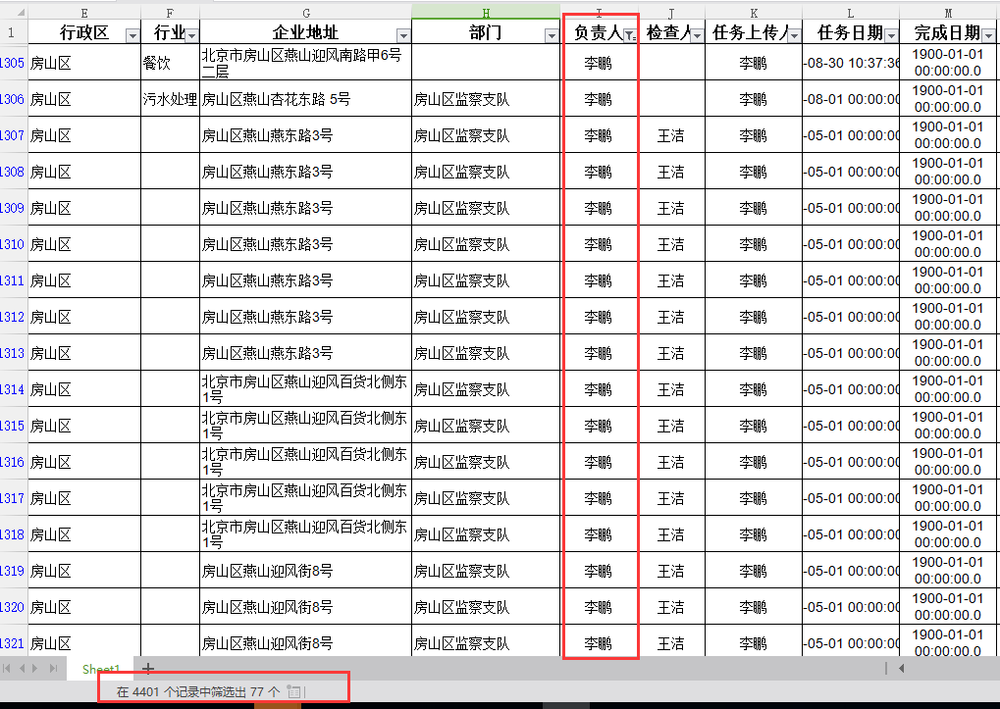 E F G H I J K L M
1 行政区 行业 企业地址 部门 负责人 检查人 任务上传人 任务日期 完成日期
1305 房山区 餐饮 北京市房山区燕山迎风南路甲6号二层 李鹏 李鹏 -08-30 10:37:36 1900-01-01 00:00:00.0
1306 房山区 污水处理 房山区燕山杏花东路 5号 房山区监察支队 李鹏 李鹏 -08-01 00:00:00 1900-01-01 00:00:00.0
1307 房山区 房山区燕山燕东路3号 房山区监察支队 李鹏 王洁 李鹏 -05-01 00:00:00 1900-01-01 00:00:00.0
1308 房山区 房山区燕山燕东路3号 房山区监察支队 李鹏 王洁 李鹏 -05-01 00:00:00 1900-01-01 00:00:00.0
1309 房山区 房山区燕山燕东路3号 房山区监察支队 李鹏 王洁 李鹏 -05-01 00:00:00 1900-01-01 00:00:00.0
1310 房山区 房山区燕山燕东路3号 房山区监察支队 李鹏 王洁 李鹏 -05-01 00:00:00 1900-01-01 00:00:00.0
1311 房山区 房山区燕山燕东路3号 房山区监察支队 李鹏 王洁 李鹏 -05-01 00:00:00 1900-01-01 00:00:00.0
1312 房山区 房山区燕山燕东路3号 房山区监察支队 李鹏 王洁 李鹏 -05-01 00:00:00 1900-01-01 00:00:00.0
1313 房山区 房山区燕山燕东路3号 房山区监察支队 李鹏 王洁 李鹏 -05-01 00:00:00 1900-01-01 00:00:00.0
1314 房山区 北京市房山区燕山迎风百货北侧东1号 房山区监察支队 李鹏 王洁 李鹏 -05-01 00:00:00 1900-01-01 00:00:00.0
1315 房山区 北京市房山区燕山迎风百货北侧东1号 房山区监察支队 李鹏 王洁 李鹏 -05-01 00:00:00 1900-01-01 00:00:00.0
1316 房山区 北京市房山区燕山迎风百货北侧东1号 房山区监察支队 李鹏 王洁 李鹏 -05-01 00:00:00 1900-01-01 00:00:00.0
1317 房山区 北京市房山区燕山迎风百货北侧东1号 房山区监察支队 李鹏 王洁 李鹏 -05-01 00:00:00 1900-01-01 00:00:00.0
1318 房山区 北京市房山区燕山迎风百货北侧东1号 房山区监察支队 李鹏 王洁 李鹏 -05-01 00:00:00 1900-01-01 00:00:00.0
1319 房山区 房山区燕山迎风街8号 房山区监察支队 李鹏 王洁 李鹏 -05-01 00:00:00 1900-01-01 00:00:00.0
1320 房山区 房山区燕山迎风街8号 房山区监察支队 李鹏 王洁 李鹏 -05-01 00:00:00 1900-01-01 00:00:00.0
1321 房山区 房山区燕山迎风街8号 房山区监察支队 李鹏 王洁 李鹏 -05-01 00:00:00 1900-01-01 00:00:00.0
Sheet1
在 4401 个记录中筛选出 77 个